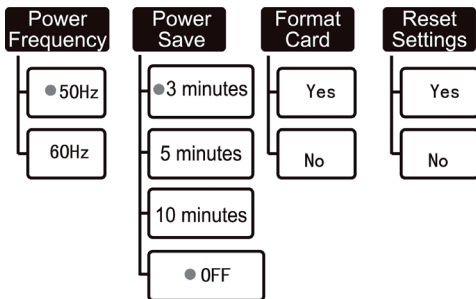 Power
Frequency
50Hz
60Hz
Power
Save
3 minutes
5 minutes
10 minutes
OFF
Format
Card
Yes
No
Reset
Settings
Yes
No